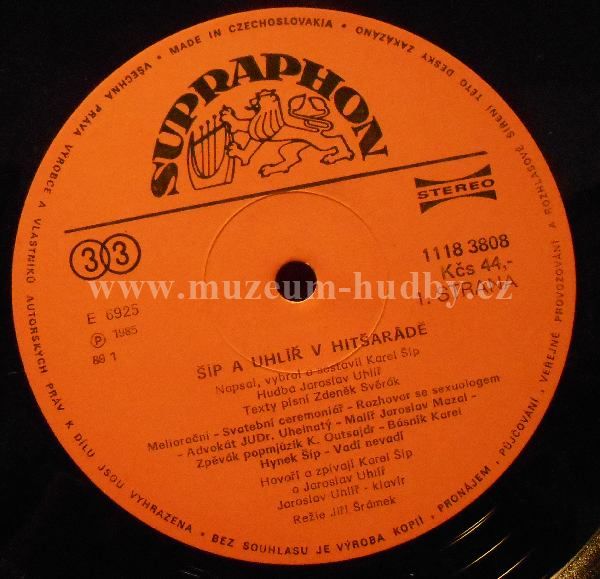 SUPRAPHON
STEREO
33
1118 3808
Kčs 44,-
1. STRANA
E 6925
Ⓟ 1985
89 1
www.muzeum-hudby.cz
ŠÍP A UHLÍŘ V HITŠARÁDĚ
Napsal, vybral a sestavil Karel Šíp
Hudba Jaroslav Uhlíř
Texty písní Zdeněk Svěrák
Meliorační - Svatební ceremoniář - Rozhovor se sexuologem
- Advokát JUDr. Uhelnatý - Malíř Jaroslav Mazal -
Zpěvák popmjúzik K. Outsajdr - Básník Karel
Hynek Šíp - Vadí nevadí
Hovoří a zpívají Karel Šíp
a Jaroslav Uhlíř
Jaroslav Uhlíř - klavír
Režie Jiří Šrámek
MADE IN CZECHOSLOVAKIA • VŠECHNA PRÁVA VÝROBCE A VLASTNÍKŮ AUTORSKÝCH PRÁV K DÍLU JSOU VYHRAZENA • BEZ SOUHLASU JE VÝROBA KOPIÍ, PRONÁJEM, PŮJČOVÁNÍ, VEŘEJNÉ PROVOZOVÁNÍ A ROZHLASOVÉ ŠÍŘENÍ TÉTO DESKY ZAKÁZÁNO •